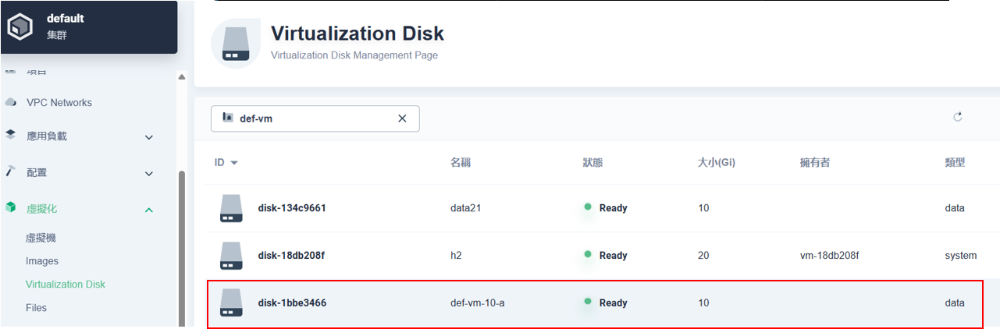 default
集群
Virtualization Disk
Virtualization Disk Management Page
項目
VPC Networks
應用負載
配置
虛擬化
虛擬機
Images
Virtualization Disk
Files
def-vm
ID 名稱 狀態 大小(Gi) 擁有者 類型
disk-134c9661 data21 Ready 10 data
disk-18db208f h2 Ready 20 vm-18db208f system
disk-1bbe3466 def-vm-10-a Ready 10 data